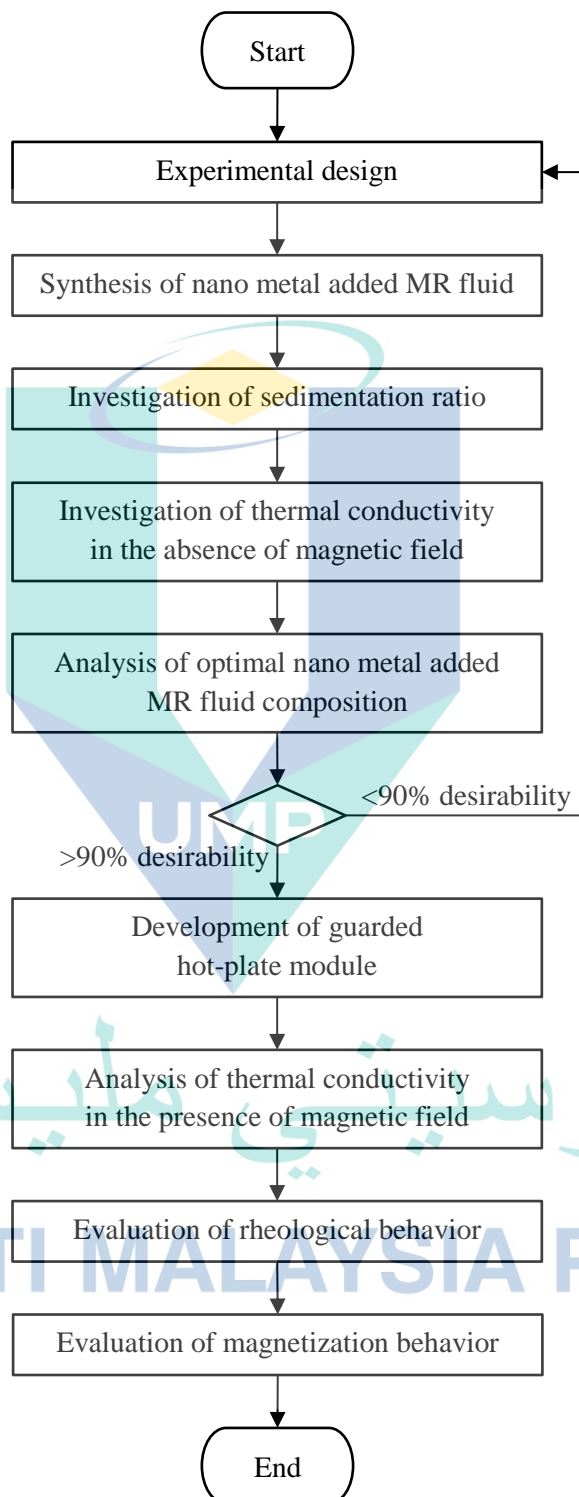 Start
Experimental design
Synthesis of nano metal added MR fluid
Investigation of sedimentation ratio
Investigation of thermal conductivity
in the absence of magnetic field
Analysis of optimal nano metal added
MR fluid composition
<90% desirability
UMP
>90% desirability
Development of guarded
hot-plate module
Analysis of thermal conductivity
in the presence of magnetic field
Evaluation of rheological behavior
TI MALAYSIA P
Evaluation of magnetization behavior
End